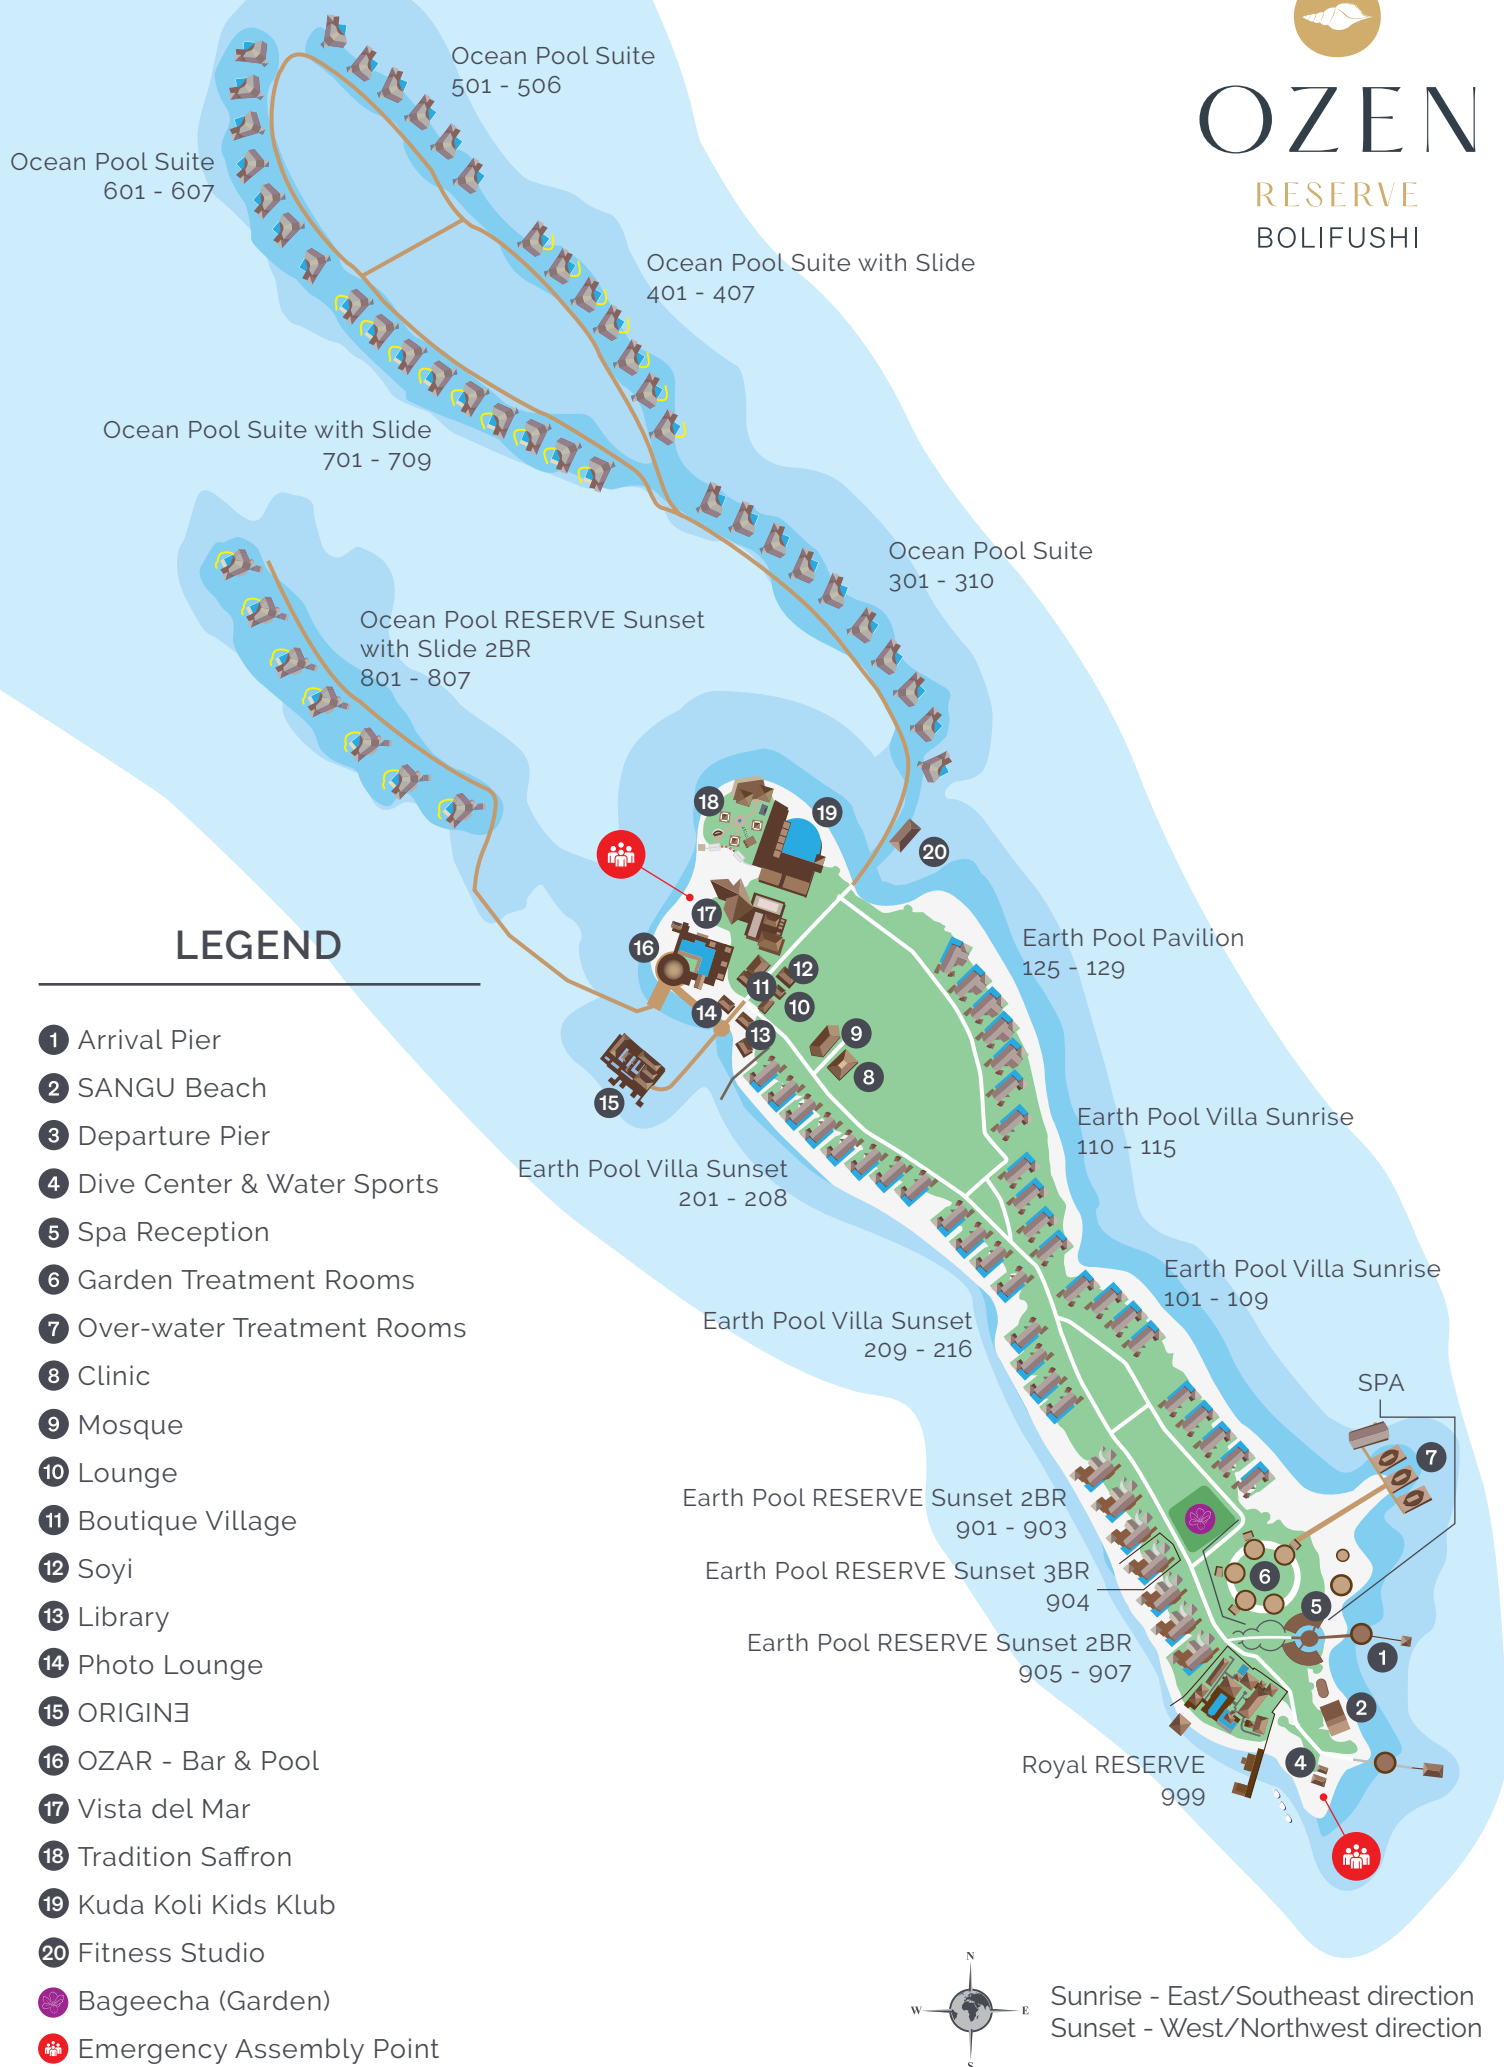 OZEN
RESERVE
BOLIFUSHI
Ocean Pool Suite
501 - 506
Ocean Pool Suite
601 - 607
Ocean Pool Suite with Slide
401 - 407
Ocean Pool Suite with Slide
701 - 709
Ocean Pool Suite
301 - 310
Ocean Pool RESERVE Sunset
with Slide 2BR
801 - 807
18
19
20
17
16
12
11
10
14
13
9
8
15
Earth Pool Pavilion
125 - 129
Earth Pool Villa Sunrise
110 - 115
Earth Pool Villa Sunset
201 - 208
Earth Pool Villa Sunrise
101 - 109
Earth Pool Villa Sunset
209 - 216
SPA
7
Earth Pool RESERVE Sunset 2BR
901 - 903
Earth Pool RESERVE Sunset 3BR
904
6
5
Earth Pool RESERVE Sunset 2BR
905 - 907
1
2
4
Royal RESERVE
999
LEGEND
1 Arrival Pier
2 SANGU Beach
3 Departure Pier
4 Dive Center & Water Sports
5 Spa Reception
6 Garden Treatment Rooms
7 Over-water Treatment Rooms
8 Clinic
9 Mosque
10 Lounge
11 Boutique Village
12 Soyi
13 Library
14 Photo Lounge
15 ORIGINƎ
16 OZAR - Bar & Pool
17 Vista del Mar
18 Tradition Saffron
19 Kuda Koli Kids Klub
20 Fitness Studio
Bageecha (Garden)
Emergency Assembly Point
N
W
E
S
Sunrise - East/Southeast direction
Sunset - West/Northwest direction